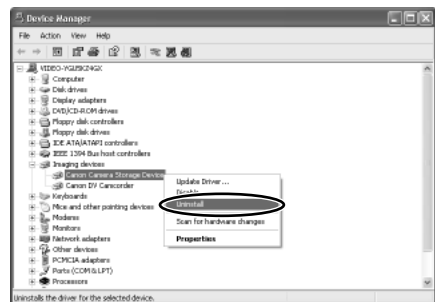 Device Manager
File Action View Help
VIDEO-YGU5KZ4GX
Computer
Disk drives
Display adapters
DVD/CD-ROM drives
Floppy disk controllers
Floppy disk drives
IDE ATA/ATAPI controllers
IEEE 1394 Bus host controllers
Imaging devices
Canon Camera Storage Device
Canon DV Camcorder
Keyboards
Mice and other pointing devices
Modems
Monitors
Network adapters
Other devices
PCMCIA adapters
Ports (COM & LPT)
Processors
Update Driver...
Disable
Uninstall
Scan for hardware changes
Properties
Uninstalls the driver for the selected device.